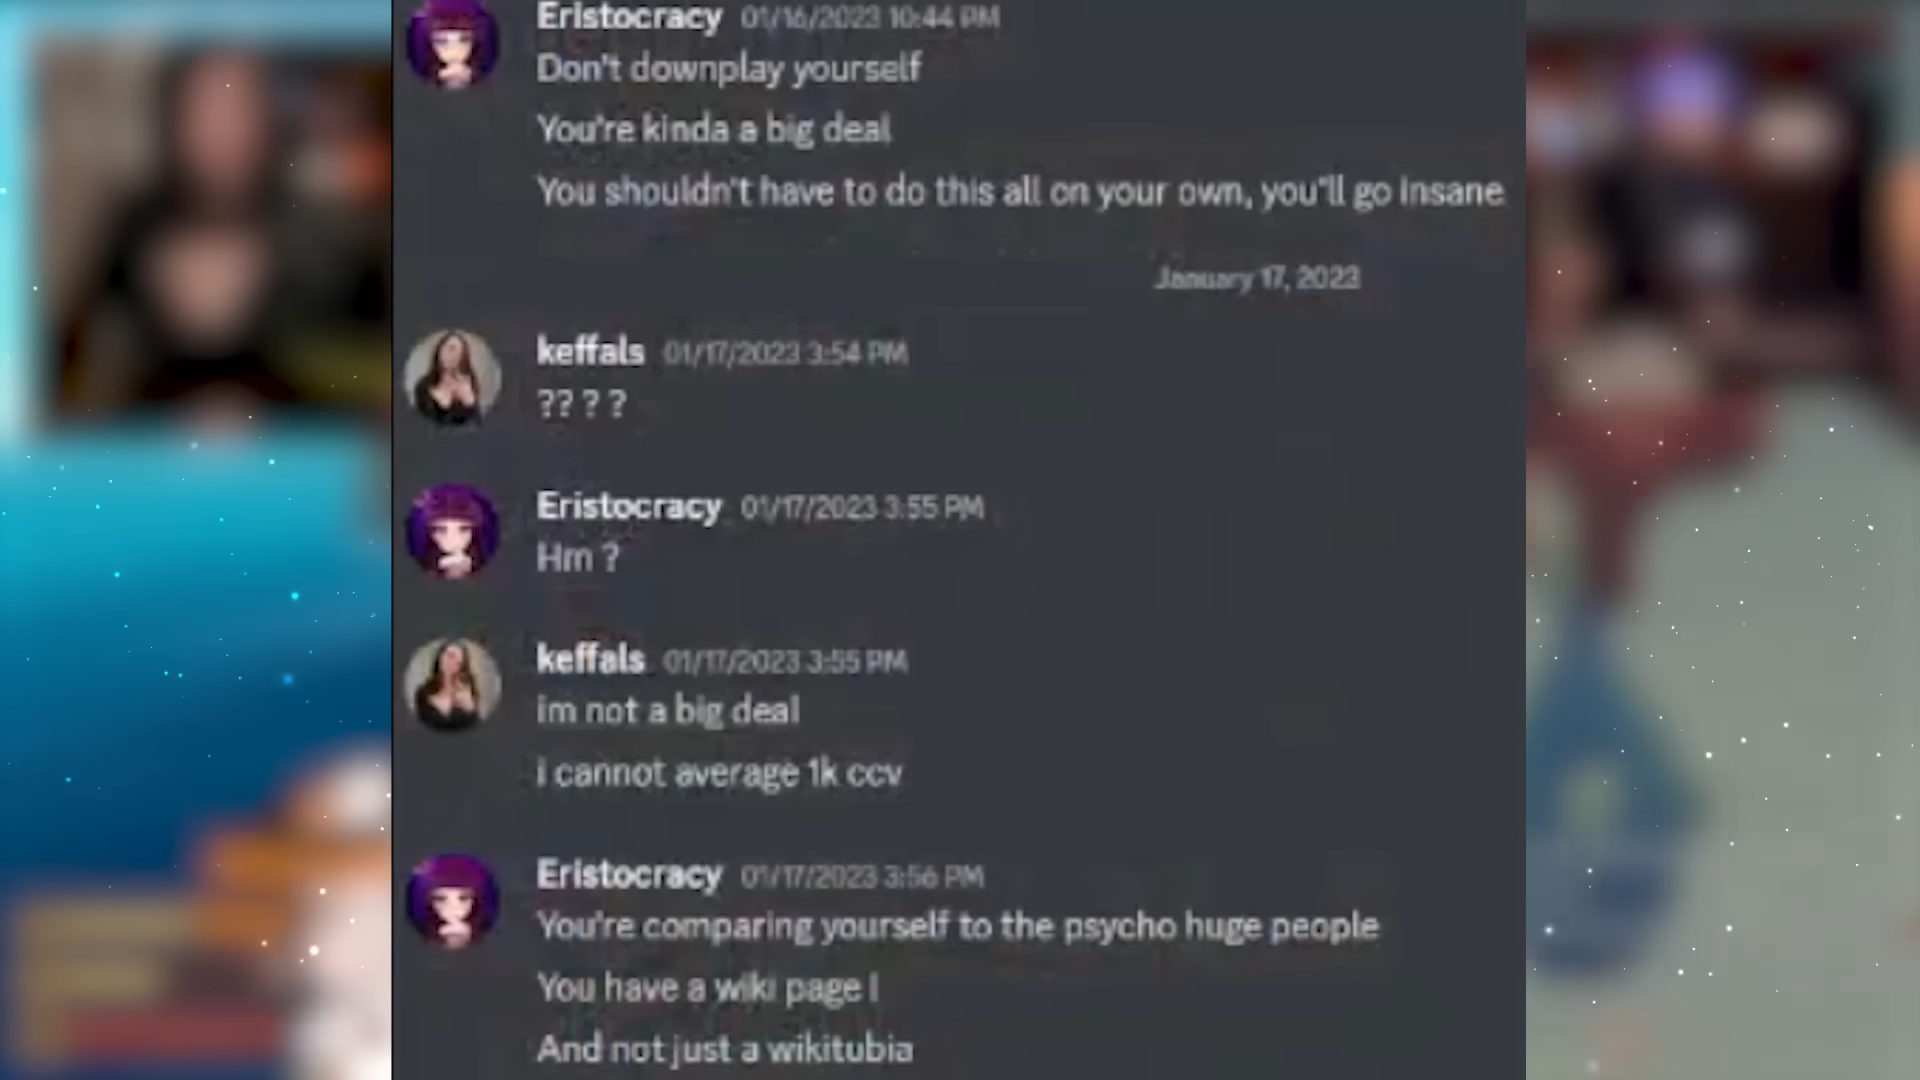 Eristocracy 01/16/2023 10:44 PM
Don't downplay yourself
You're kinda a big deal
You shouldn't have to do this all on your own, you'll go insane
January 17, 2023
keffals 01/17/2023 3:54 PM
?? ? ?
Eristocracy 01/17/2023 3:55 PM
Hm ?
keffals 01/17/2023 3:55 PM
im not a big deal
i cannot average 1k ccv
Eristocracy 01/17/2023 3:56 PM
You're comparing yourself to the psycho huge people
You have a wiki page !
And not just a wikitubia